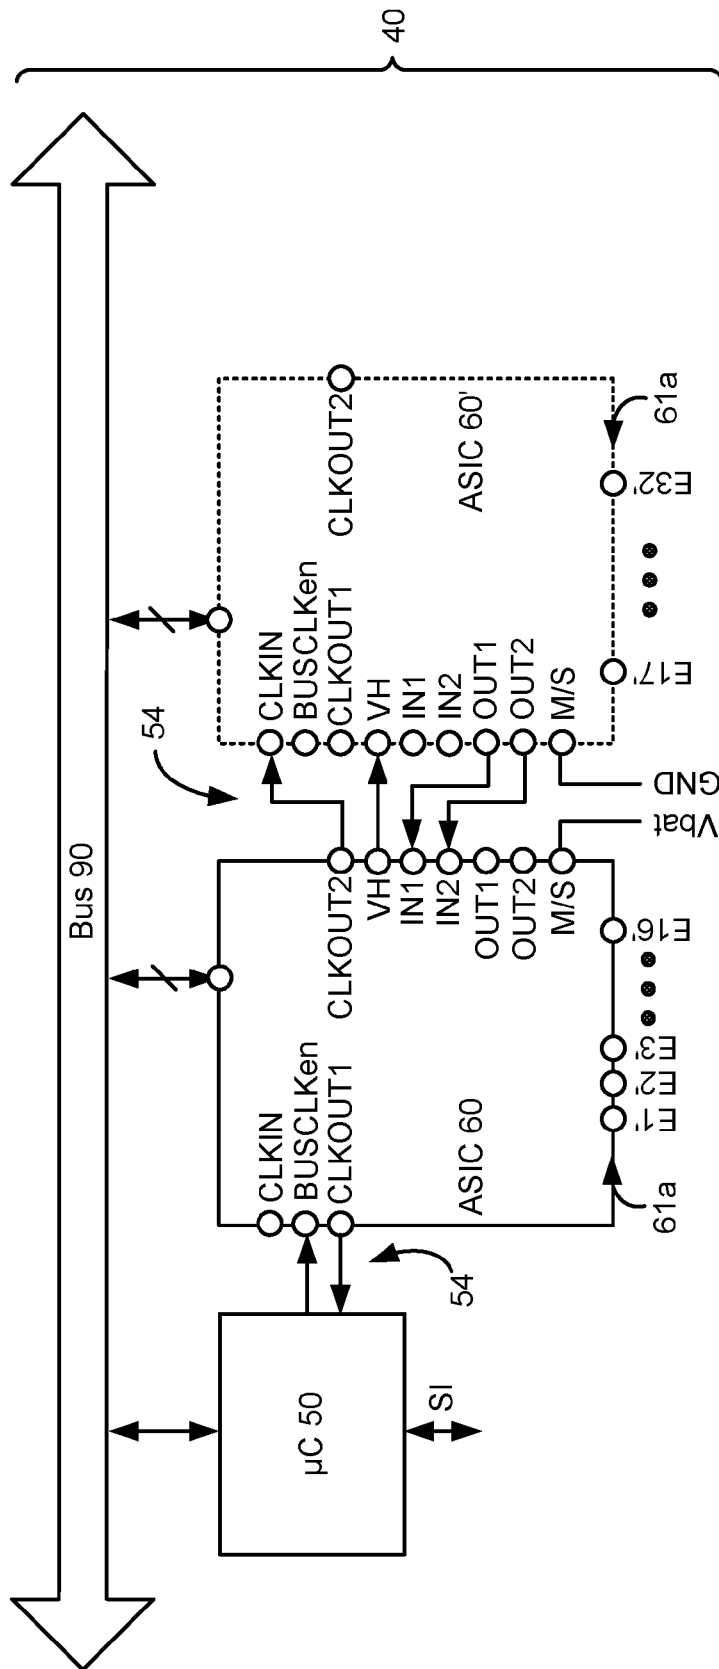 40
Bus 90
54
µC 50
SI
54
CLKIN
BUSCLKen
CLKOUT1
ASIC 60
61a
E1'
E2'
E3'
E16'
CLKOUT2
VH
IN1
IN2
OUT1
OUT2
M/S
Vbat
GND
CLKIN
BUSCLKen
CLKOUT1
VH
IN1
IN2
OUT1
OUT2
M/S
CLKOUT2
ASIC 60'
E17'
E32'
61a